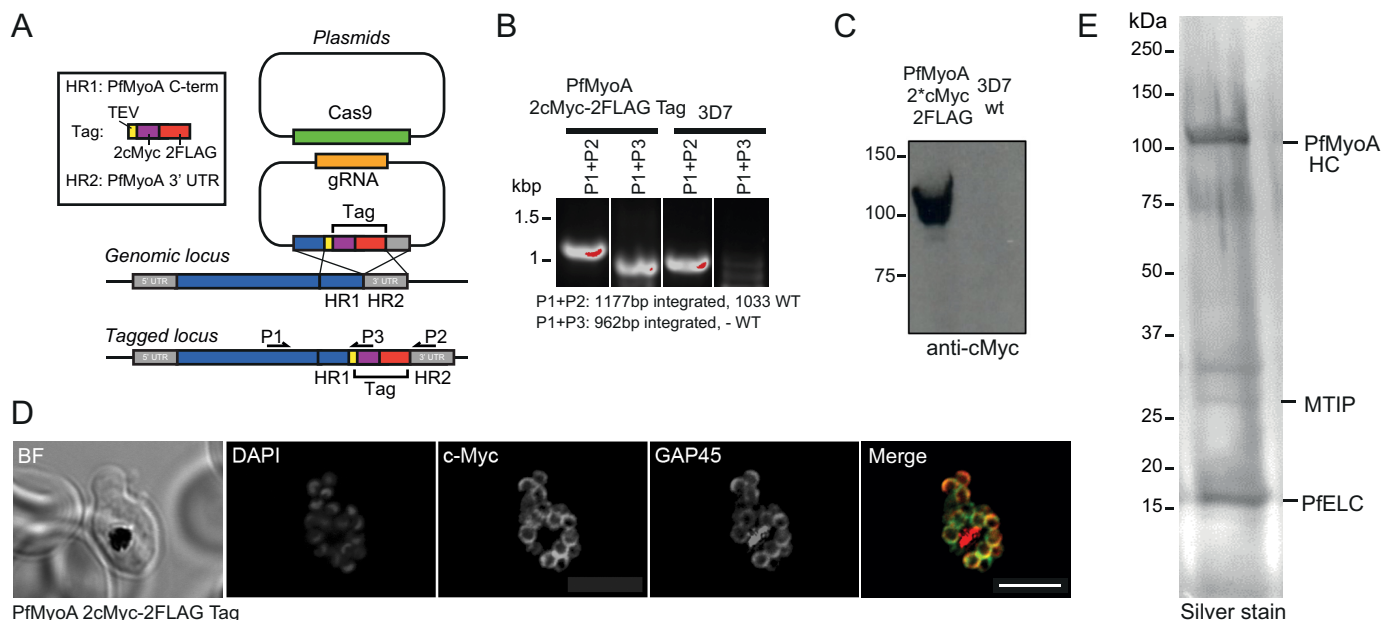 A
HR1: PfMyoA C-term
TEV
Tag:
2cMyc 2FLAG
HR2: PfMyoA 3' UTR
Plasmids
Cas9
gRNA
Tag
Genomic locus
5' UTR
3' UTR
HR1 HR2
Tagged locus
P1
P3
P2
5' UTR
3' UTR
HR1
HR2
Tag
B
PfMyoA
2cMyc-2FLAG Tag
3D7
P1+P2
P1+P3
P1+P2
P1+P3
kbp
1.5
1
P1+P2: 1177bp integrated, 1033 WT
P1+P3: 962bp integrated, - WT
C
PfMyoA
2*cMyc
2FLAG
3D7
wt
150
100
75
anti-cMyc
D
BF
DAPI
c-Myc
GAP45
Merge
PfMyoA 2cMyc-2FLAG Tag
E
kDa
250
150
100
75
50
37
25
20
15
PfMyoA
HC
MTIP
PfELC
Silver stain